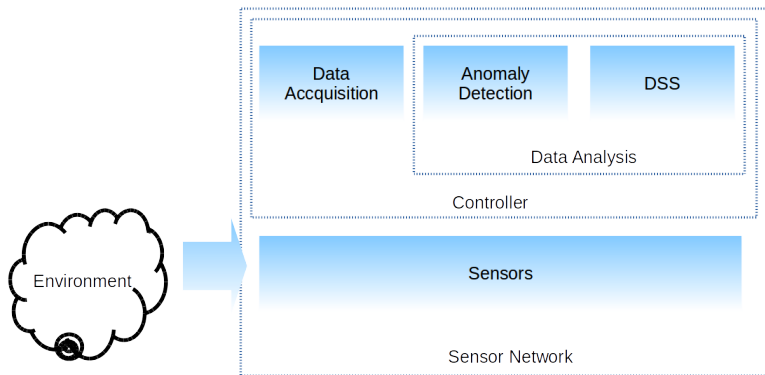 Data
Accquisition
Anomaly
Detection
DSS
Data Analysis
Controller
Environment
Sensors
Sensor Network